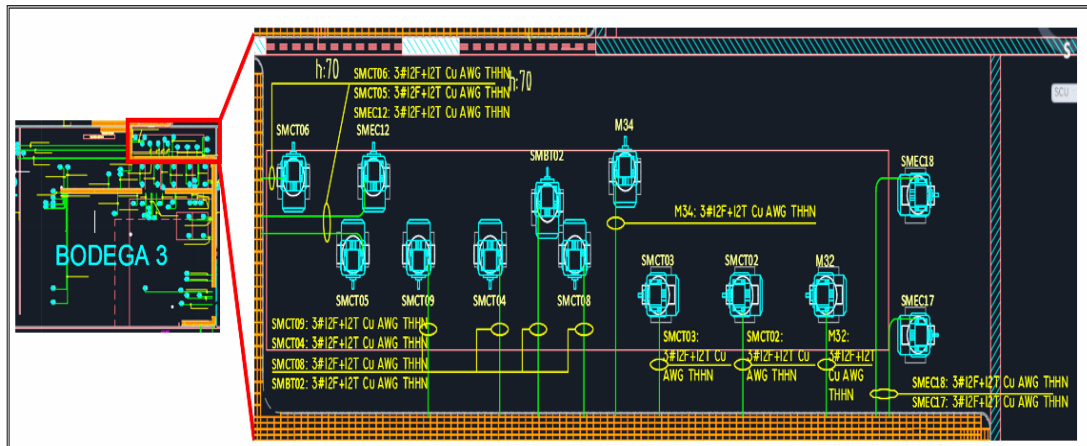 BODEGA 3
S
SCU
h:70
h:70
SMCT06: 3#12F+12T Cu AWG THHN
SMCT05: 3#12F+12T Cu AWG THHN
SMEC12: 3#12F+12T Cu AWG THHN
SMCT06
SMEC12
SMBT02
M34
SMEC18
M34: 3#12F+12T Cu AWG THHN
SMCT05
SMCT09
SMCT04
SMCT08
SMCT03
SMCT02
M32
SMEC17
SMCT09: 3#12F+12T Cu AWG THHN
SMCT04: 3#12F+12T Cu AWG THHN
SMCT08: 3#12F+12T Cu AWG THHN
SMBT02: 3#12F+12T Cu AWG THHN
SMCT03:
3#12F+12T Cu
AWG THHN
SMCT02:
3#12F+12T Cu
AWG THHN
M32:
3#12F+12T
Cu AWG
THHN
SMEC18: 3#12F+12T Cu AWG THHN
SMEC17: 3#12F+12T Cu AWG THHN